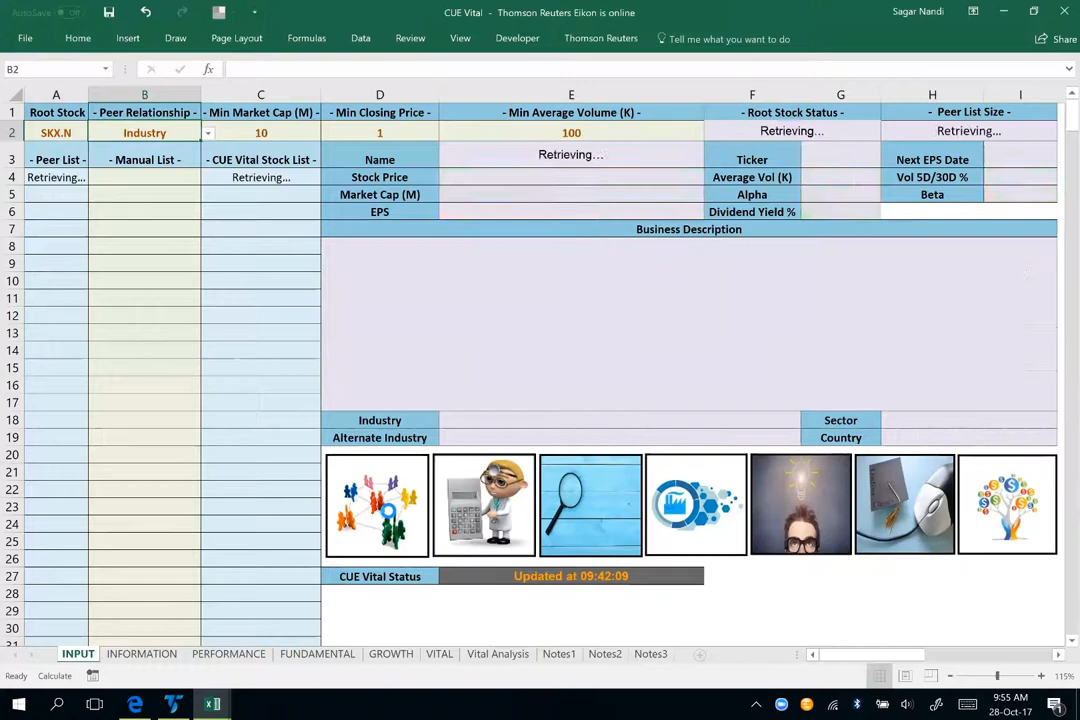 AutoSave Off
CUE Vital - Thomson Reuters Eikon is online
Sagar Nandi
File Home Insert Draw Page Layout Formulas Data Review View Developer Thomson Reuters Tell me what you want to do Share
B2 fx
A B C D E F G H I
1 Root Stock - Peer Relationship - - Min Market Cap (M) - - Min Closing Price - - Min Average Volume (K) - - Root Stock Status - - Peer List Size -
2 SKX.N Industry 10 1 100 Retrieving... Retrieving...
3 - Peer List - - Manual List - - CUE Vital Stock List - Name Retrieving... Ticker Next EPS Date
4 Retrieving... Retrieving... Stock Price Average Vol (K) Vol 5D/30D %
5 Market Cap (M) Alpha Beta
6 EPS Dividend Yield %
7 Business Description
8
9
10
11
12
13
14
15
16
17
18 Industry Sector
19 Alternate Industry Country
20
21
22
23
24
25
26
27 CUE Vital Status Updated at 09:42:09
28
29
30
31
INPUT INFORMATION PERFORMANCE FUNDAMENTAL GROWTH VITAL Vital Analysis Notes1 Notes2 Notes3
Ready Calculate 115%
9:55 AM
28-Oct-17